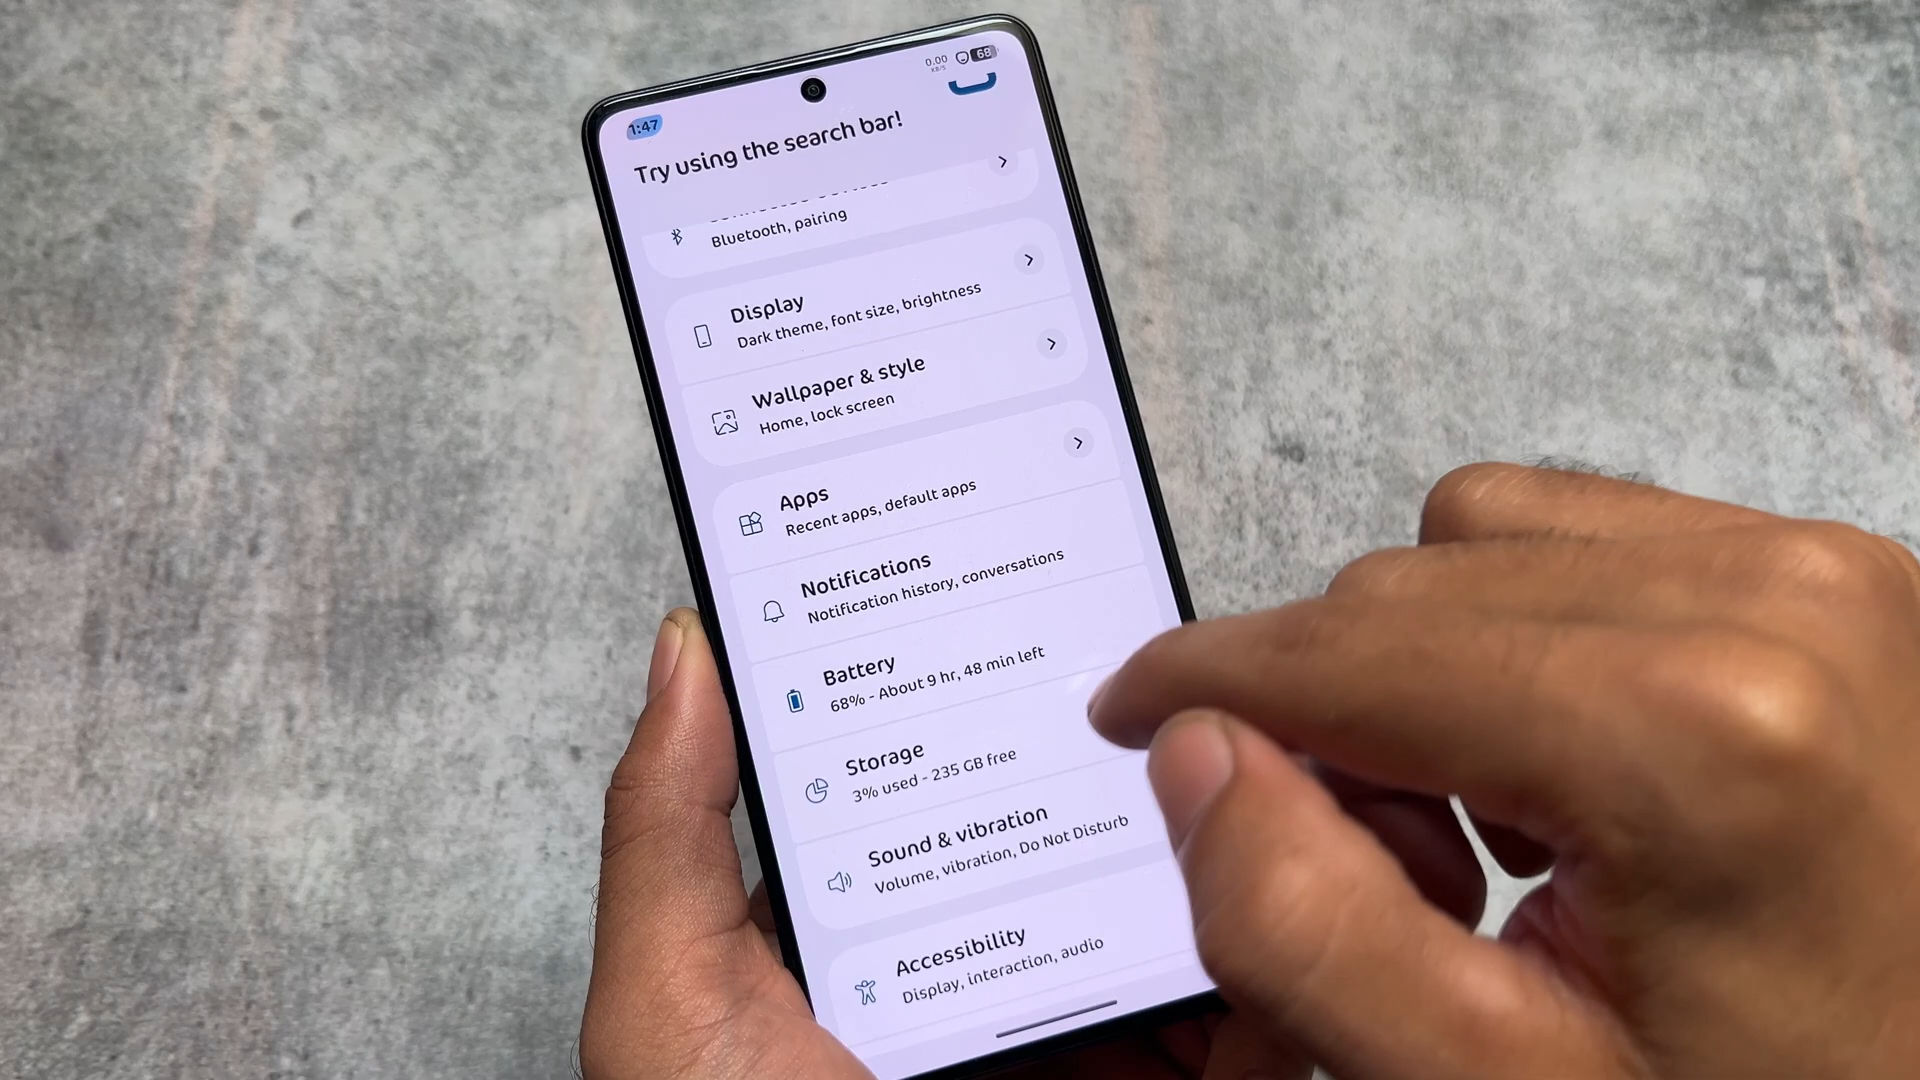 1:47
0.00
KB/S
68
Try using the search bar!
Bluetooth, pairing
Display
Dark theme, font size, brightness
Wallpaper & style
Home, lock screen
Apps
Recent apps, default apps
Notifications
Notification history, conversations
Battery
68% - About 9 hr, 48 min left
Storage
3% used - 235 GB free
Sound & vibration
Volume, vibration, Do Not Disturb
Accessibility
Display, interaction, audio